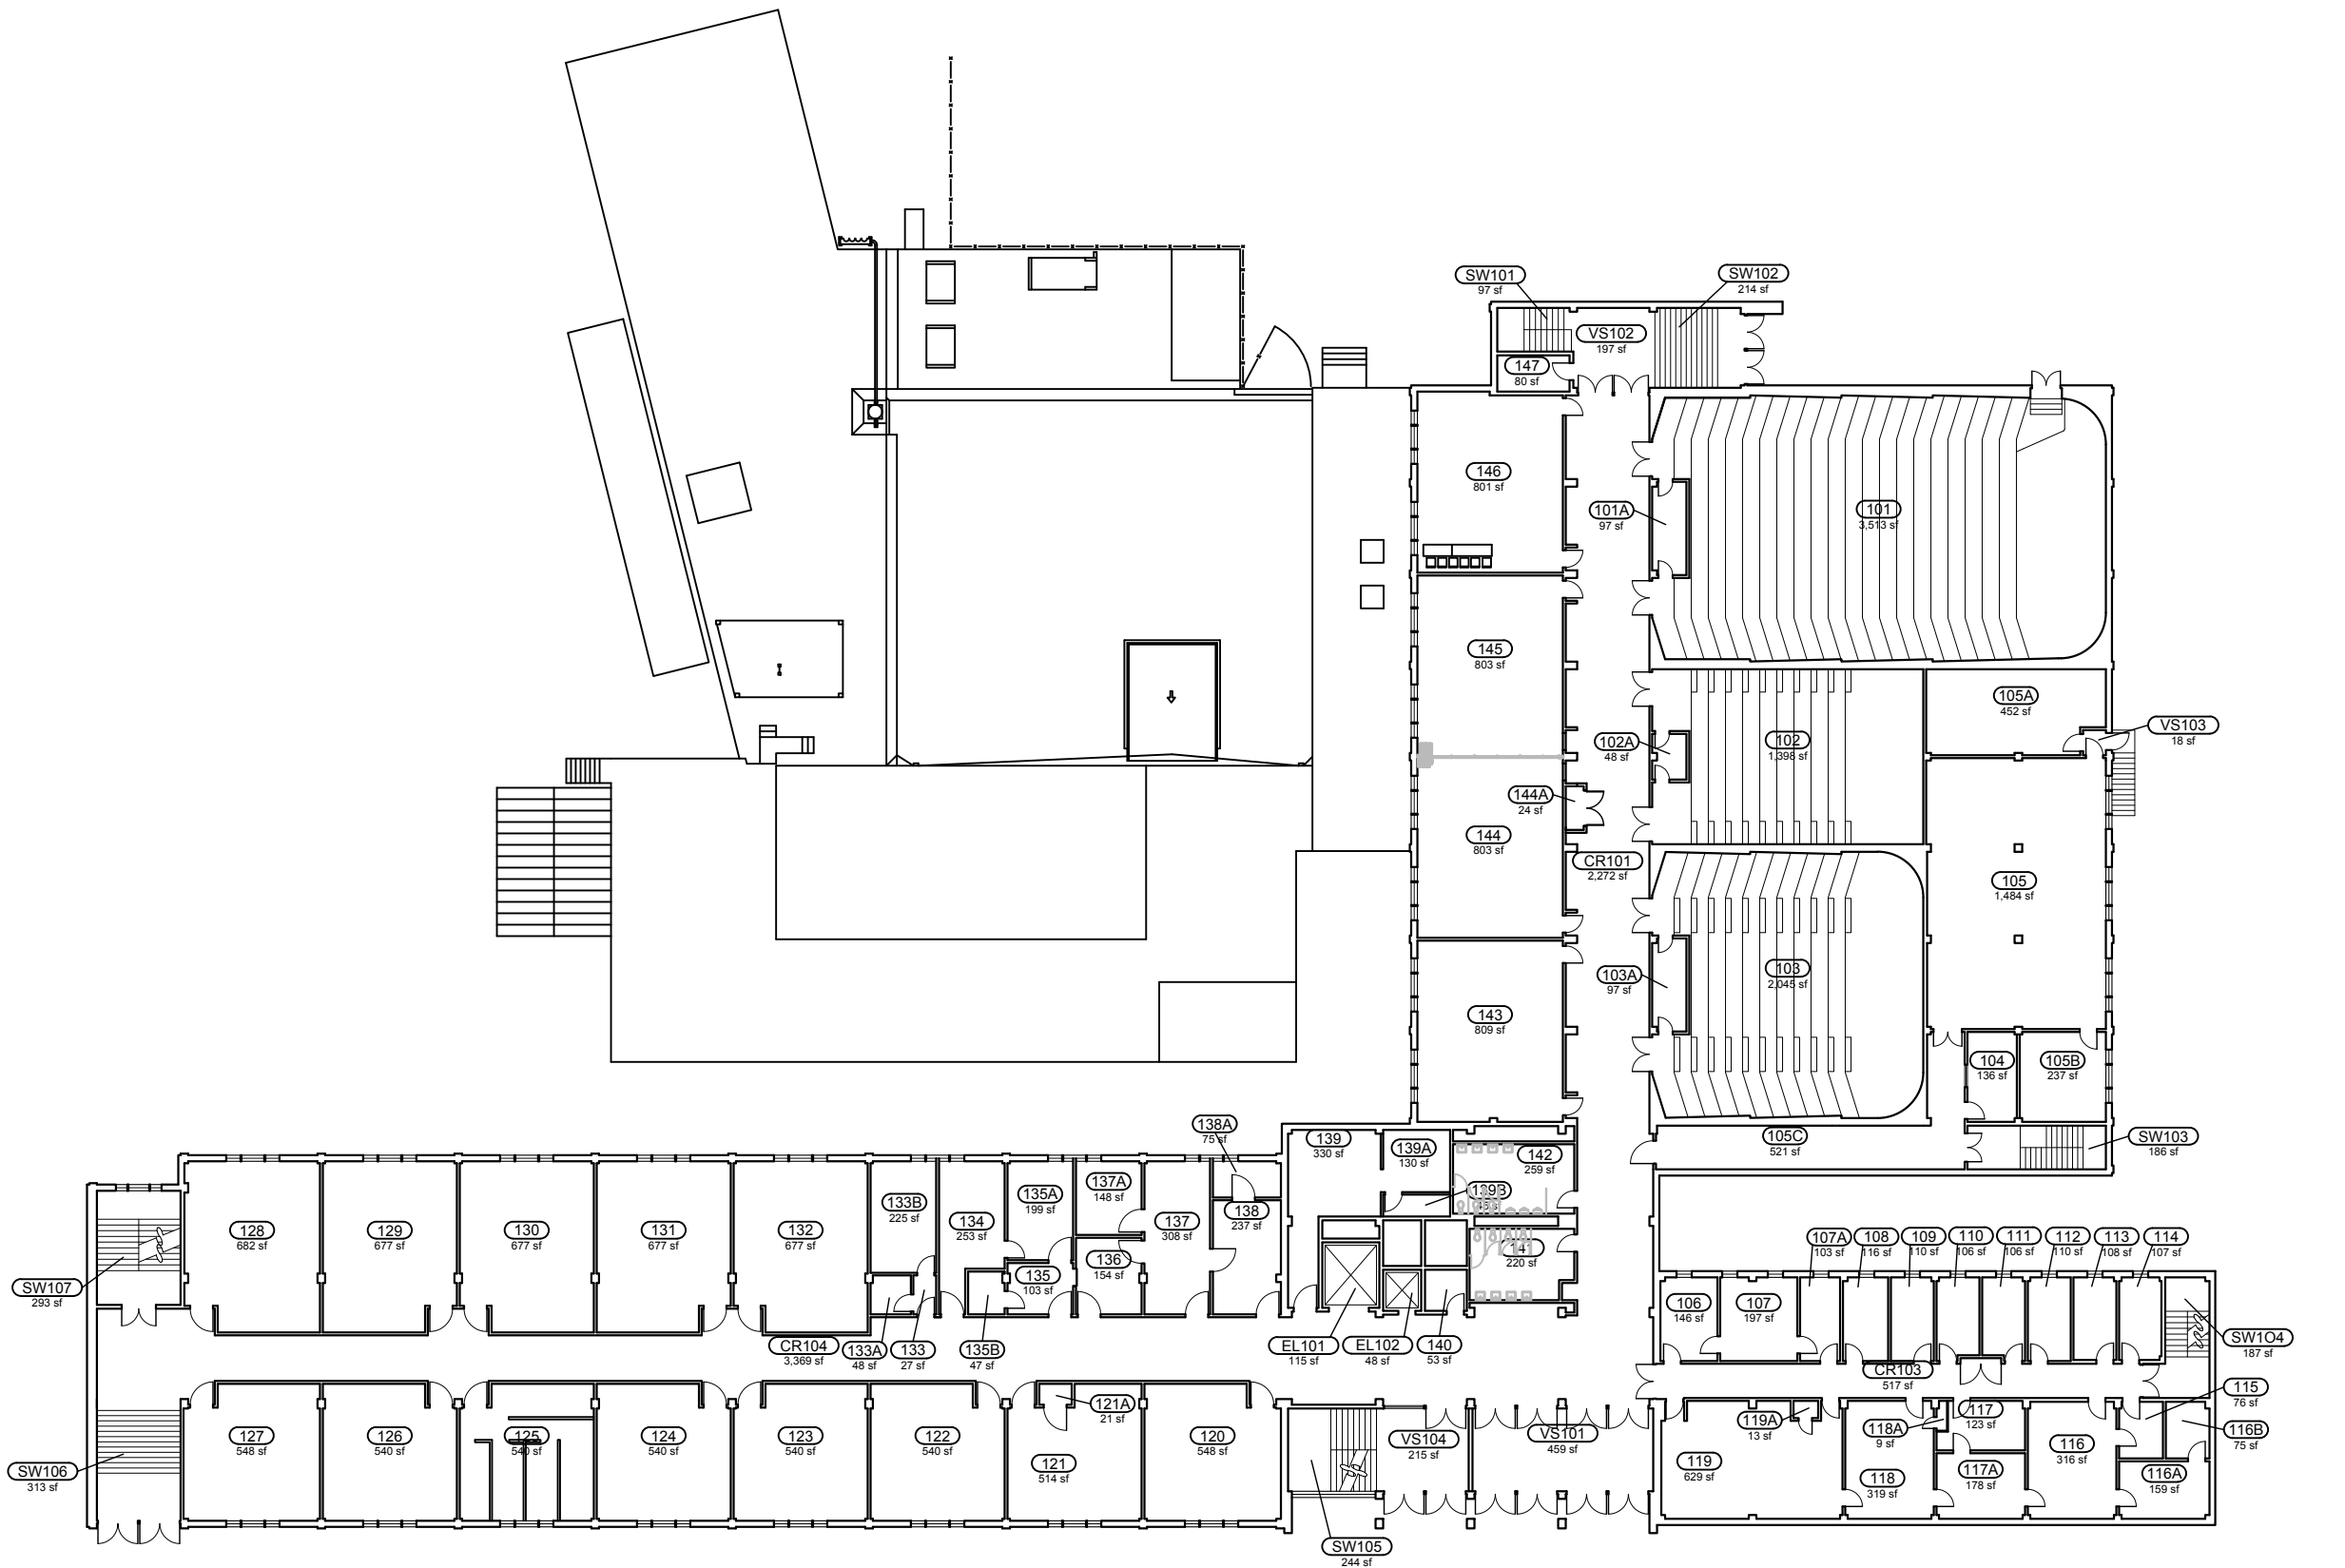 SW101
97 sf
SW102
214 sf
VS102
197 sf
147
80 sf
146
801 sf
101A
97 sf
101
3,513 sf
145
803 sf
105A
452 sf
VS103
18 sf
102A
48 sf
102
1,398 sf
144A
24 sf
144
803 sf
CR101
2,272 sf
105
1,484 sf
103A
97 sf
103
2,045 sf
143
809 sf
104
136 sf
105B
237 sf
138A
75 sf
139
330 sf
139A
130 sf
142
259 sf
105C
521 sf
SW103
186 sf
137A
148 sf
135A
199 sf
133B
225 sf
139B
128
682 sf
129
677 sf
130
677 sf
131
677 sf
132
677 sf
134
253 sf
137
308 sf
138
237 sf
136
154 sf
135
103 sf
220 sf
107A
103 sf
108
116 sf
109
110 sf
110
106 sf
111
106 sf
112
110 sf
113
108 sf
114
107 sf
SW107
293 sf
106
146 sf
107
197 sf
SW1O4
187 sf
CR104
3,369 sf
133A
48 sf
133
27 sf
135B
47 sf
EL101
115 sf
EL102
48 sf
140
53 sf
CR103
517 sf
115
76 sf
121A
21 sf
119A
13 sf
118A
9 sf
117
123 sf
116B
75 sf
127
548 sf
126
540 sf
125
540 sf
124
540 sf
123
540 sf
122
540 sf
121
514 sf
120
548 sf
VS104
215 sf
VS101
459 sf
119
629 sf
118
319 sf
117A
178 sf
116
316 sf
116A
159 sf
SW106
313 sf
SW105
244 sf